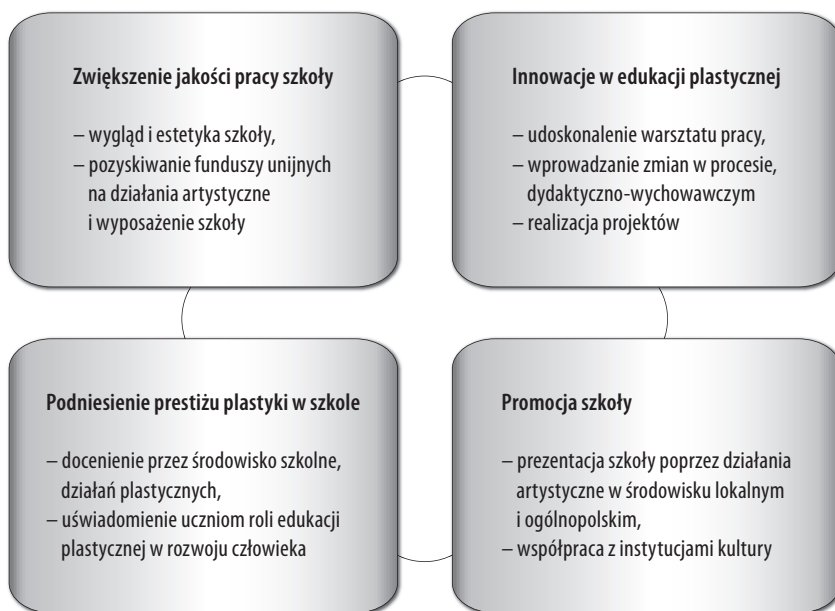 Zwiększenie jakości pracy szkoły
– wygląd i estetyka szkoły,
– pozyskiwanie funduszy unijnych
na działania artystyczne
i wyposażenie szkoły
Innowacje w edukacji plastycznej
– udoskonalenie warsztatu pracy,
– wprowadzanie zmian w procesie,
dydaktyczno-wychowawczym
– realizacja projektów
Podniesienie prestiżu plastyki w szkole
– docenienie przez środowisko szkolne,
działań plastycznych,
– uświadomienie uczniom roli edukacji
plastycznej w rozwoju człowieka
Promocja szkoły
– prezentacja szkoły poprzez działania
artystyczne w środowisku lokalnym
i ogólnopolskim,
– współpraca z instytucjami kultury